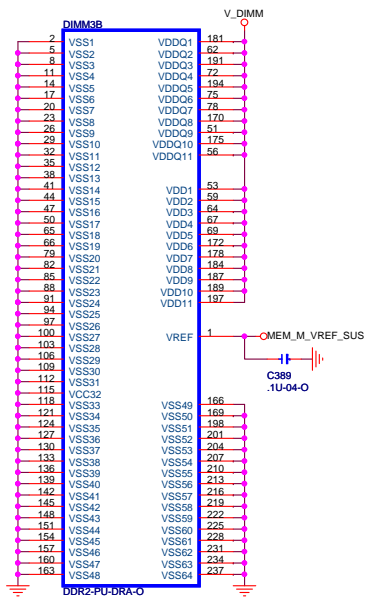 V_DIMM
DIMM3B
2 VSS1 VDDQ1 181
5 VSS2 VDDQ2 62
8 VSS3 VDDQ3 191
11 VSS4 VDDQ4 72
14 VSS5 VDDQ5 194
17 VSS6 VDDQ6 75
20 VSS7 VDDQ7 78
23 VSS8 VDDQ8 170
26 VSS9 VDDQ9 51
29 VSS10 VDDQ10 175
32 VSS11 VDDQ11 56
35 VSS12
38 VSS13
41 VSS14 VDD1 53
44 VSS15 VDD2 59
47 VSS16 VDD3 64
50 VSS17 VDD4 67
65 VSS18 VDD5 69
66 VSS19 VDD6 172
79 VSS20 VDD7 178
82 VSS21 VDD8 184
85 VSS22 VDD9 187
88 VSS23 VDD10 189
91 VSS24 VDD11 197
94 VSS25
97 VSS26
100 VSS27 VREF 1 MEM_M_VREF_SUS
103 VSS28
106 VSS29
109 VSS30
112 VSS31
115 VCC32
C389
.1U-04-O
118 VSS33 VSS49 166
121 VSS34 VSS50 169
124 VSS35 VSS51 198
127 VSS36 VSS52 201
130 VSS37 VSS53 204
133 VSS38 VSS54 207
136 VSS39 VSS55 210
139 VSS40 VSS56 213
142 VSS41 VSS57 216
145 VSS42 VSS58 219
148 VSS43 VSS59 222
151 VSS44 VSS60 225
154 VSS45 VSS61 228
157 VSS46 VSS62 231
160 VSS47 VSS63 234
163 VSS48 VSS64 237
DDR2-PU-DRA-O